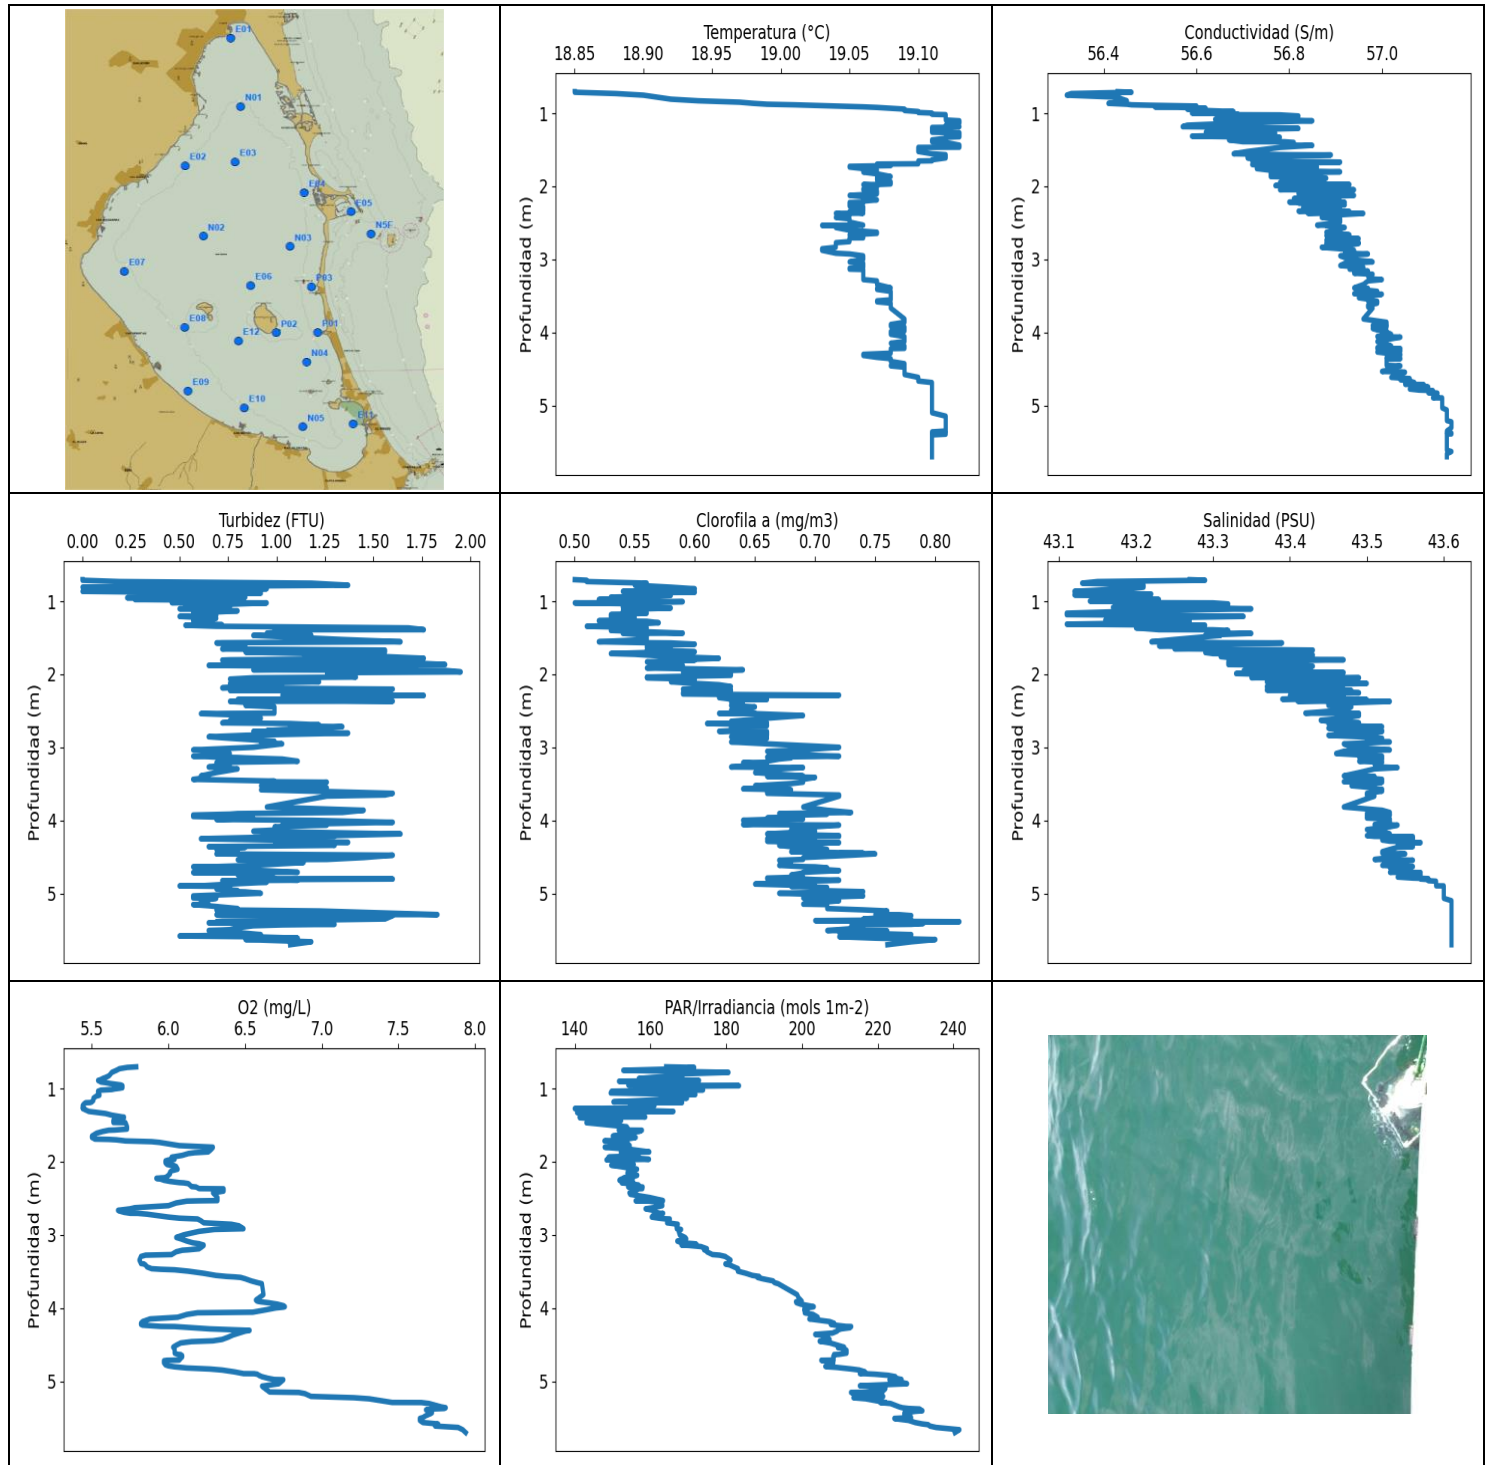 E01
N01
E02
E03
E04
E05
N5F
N02
N03
E07
E06
P03
E08
E12
P02
P01
N04
E09
E10
N05
E11
Temperatura (°C)
18.85 18.90 18.95 19.00 19.05 19.10
Profundidad (m)
1
2
3
4
5
Conductividad (S/m)
56.4 56.6 56.8 57.0
Profundidad (m)
1
2
3
4
5
Turbidez (FTU)
0.00 0.25 0.50 0.75 1.00 1.25 1.50 1.75 2.00
Profundidad (m)
1
2
3
4
5
Clorofila a (mg/m3)
0.50 0.55 0.60 0.65 0.70 0.75 0.80
Profundidad (m)
1
2
3
4
5
Salinidad (PSU)
43.1 43.2 43.3 43.4 43.5 43.6
Profundidad (m)
1
2
3
4
5
O2 (mg/L)
5.5 6.0 6.5 7.0 7.5 8.0
Profundidad (m)
1
2
3
4
5
PAR/Irradiancia (mols 1m-2)
140 160 180 200 220 240
Profundidad (m)
1
2
3
4
5